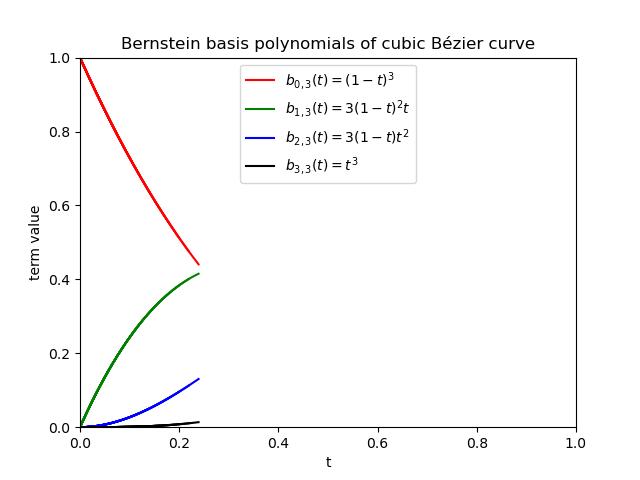 Bernstein basis polynomials of cubic Bézier curve
b₀,₃(t) = (1 − t)³
b₁,₃(t) = 3(1 − t)²t
b₂,₃(t) = 3(1 − t)t²
b₃,₃(t) = t³
term value
1.0
0.8
0.6
0.4
0.2
0.0
0.0 0.2 0.4 0.6 0.8 1.0
t